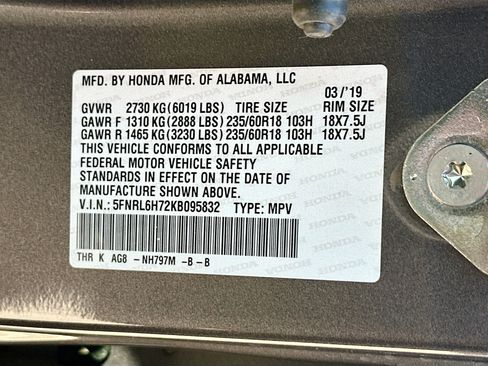 MFD. BY HONDA MFG. OF ALABAMA, LLC
03/'19
GVWR 2730 KG (6019 LBS) TIRE SIZE RIM SIZE
GAWR F 1310 KG (2888 LBS) 235/60R18 103H 18X7.5J
GAWR R 1465 KG (3230 LBS) 235/60R18 103H 18X7.5J
THIS VEHICLE CONFORMS TO ALL APPLICABLE
FEDERAL MOTOR VEHICLE SAFETY
STANDARDS IN EFFECT ON THE DATE OF
MANUFACTURE SHOWN ABOVE.
V.I.N.: 5FNRL6H72KB095832 TYPE: MPV
THR K AG8 - NH797M - B - B